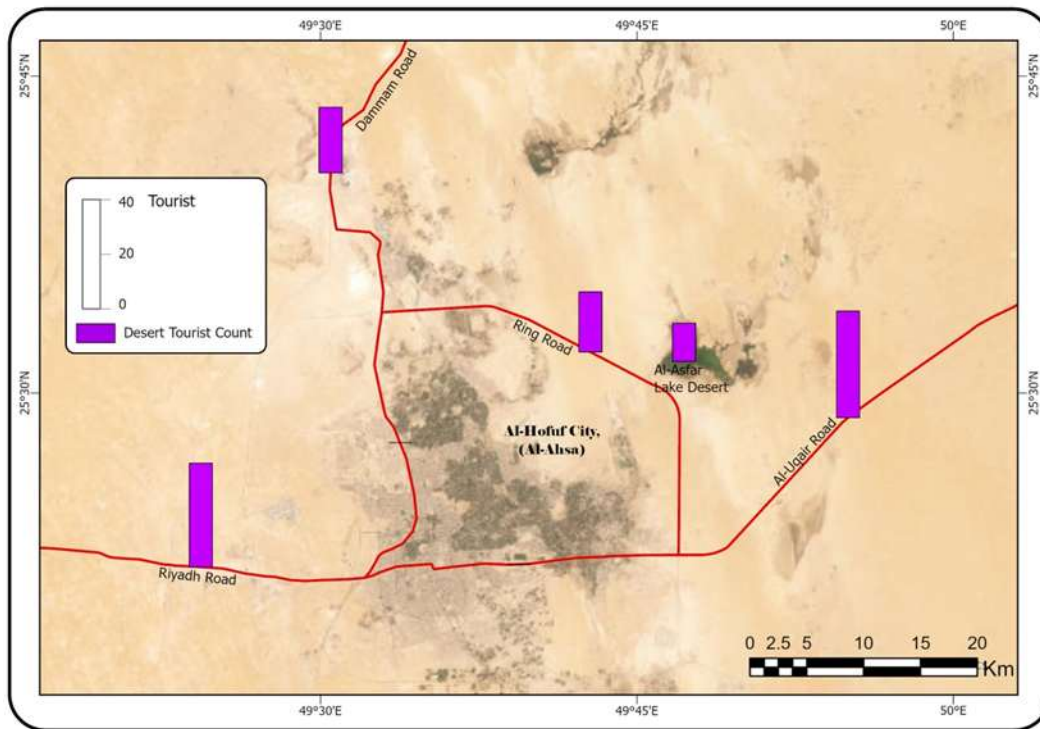 49°30'E 49°45'E 50°E
25°45'N 25°45'N
Dammam Road
40 Tourist
20
0
Desert Tourist Count
Ring Road
Al-Asfar
Lake Desert
25°30'N 25°30'N
Al-Hofuf City,
(Al-Ahsa)
Al-Uqair Road
Riyadh Road
0 2.5 5 10 15 20
Km
49°30'E 49°45'E 50°E